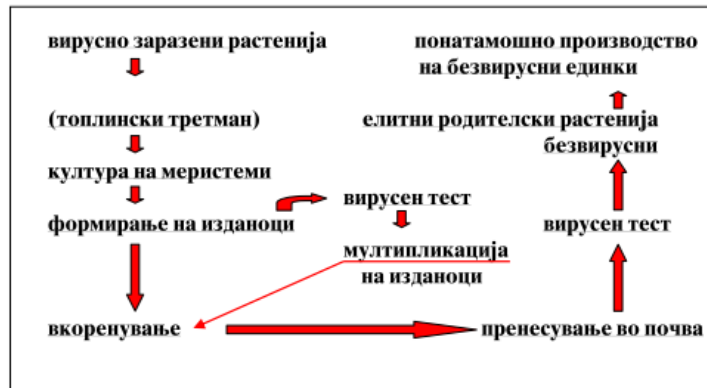 вирусно заразени растенија
понатамошно производство
на безвирусни единки
(топлински третман)
елитни родителски растенија
безвирусни
култура на меристеми
вирусен тест
формирање на изданоци
вирусен тест
мултипликација
на изданоци
вкоренување
пренесување во почва